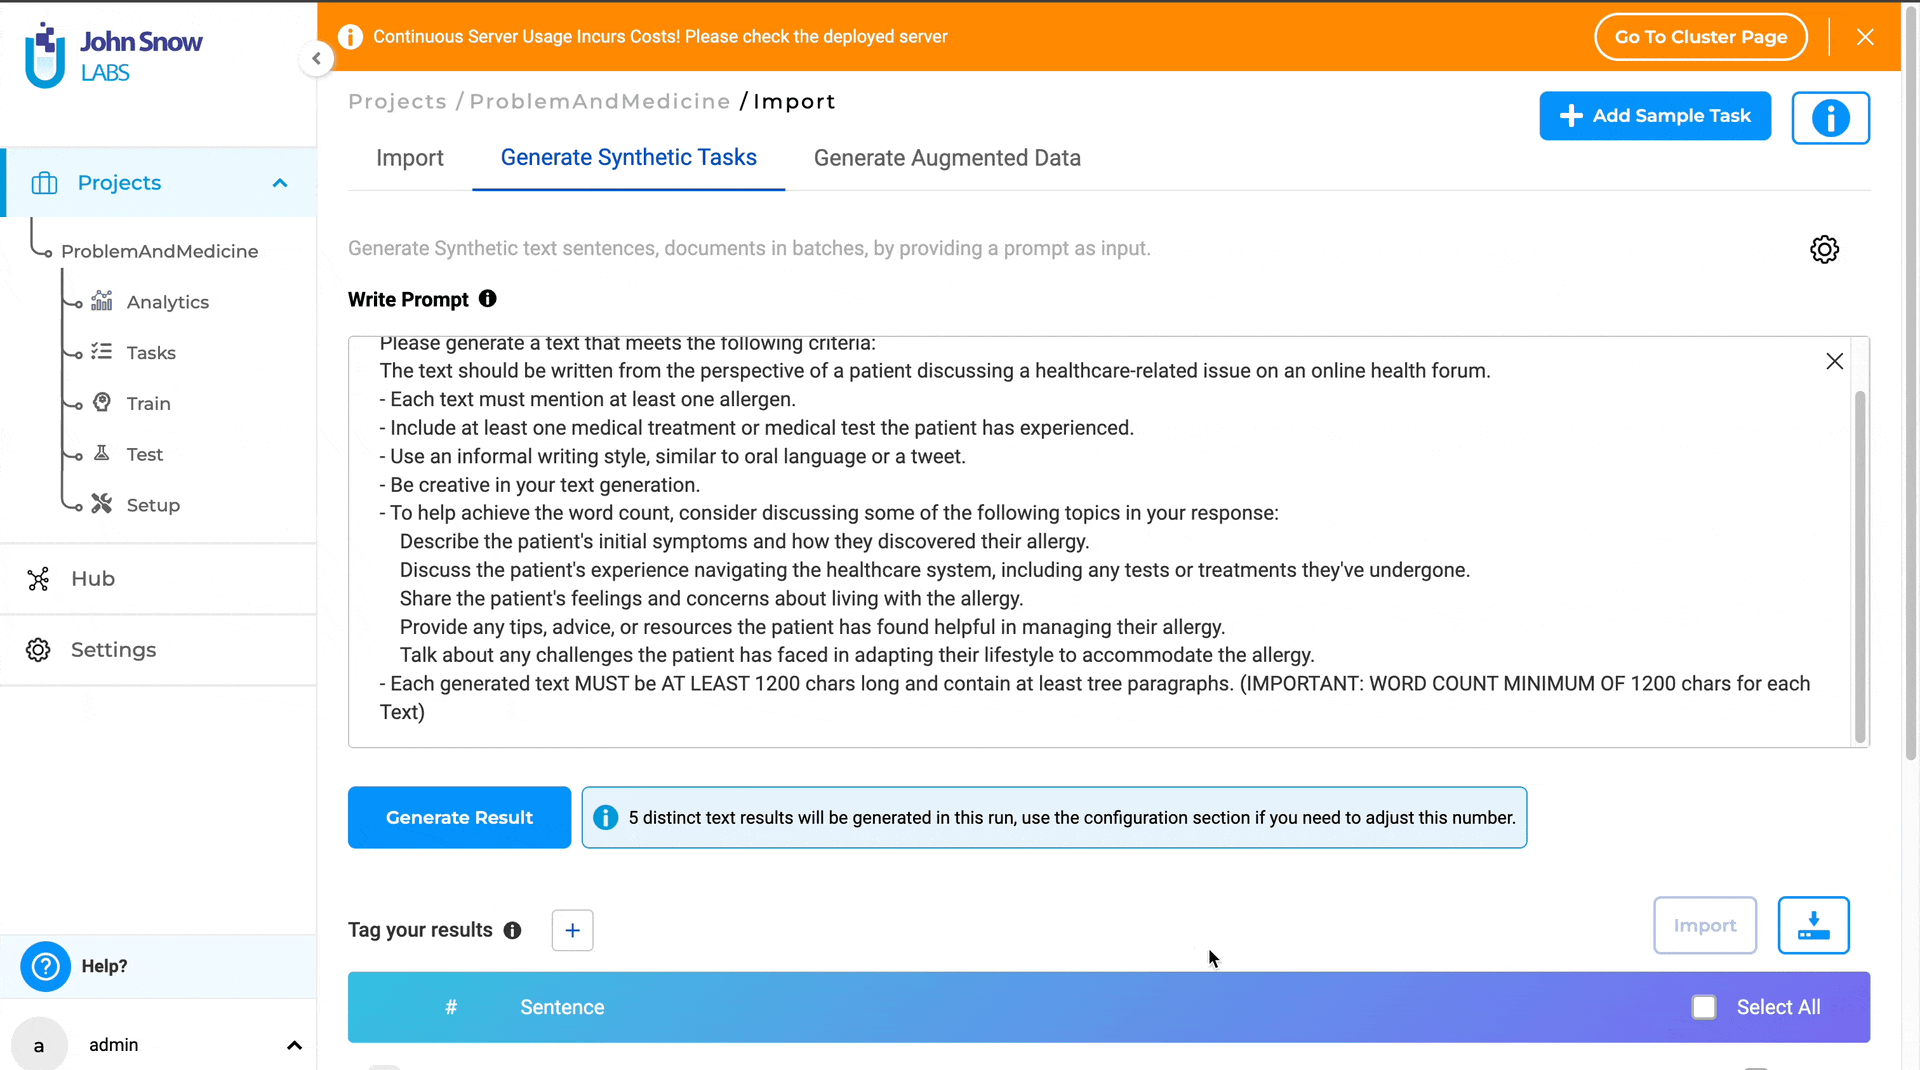 John Snow
LABS
Continuous Server Usage Incurs Costs! Please check the deployed server
Go To Cluster Page
Projects / ProblemAndMedicine / Import
Add Sample Task
Import
Generate Synthetic Tasks
Generate Augmented Data
Projects
ProblemAndMedicine
Analytics
Tasks
Train
Test
Setup
Hub
Settings
Generate Synthetic text sentences, documents in batches, by providing a prompt as input.
Write Prompt
Please generate a text that meets the following criteria:
The text should be written from the perspective of a patient discussing a healthcare-related issue on an online health forum.
- Each text must mention at least one allergen.
- Include at least one medical treatment or medical test the patient has experienced.
- Use an informal writing style, similar to oral language or a tweet.
- Be creative in your text generation.
- To help achieve the word count, consider discussing some of the following topics in your response:
Describe the patient's initial symptoms and how they discovered their allergy.
Discuss the patient's experience navigating the healthcare system, including any tests or treatments they've undergone.
Share the patient's feelings and concerns about living with the allergy.
Provide any tips, advice, or resources the patient has found helpful in managing their allergy.
Talk about any challenges the patient has faced in adapting their lifestyle to accommodate the allergy.
- Each generated text MUST be AT LEAST 1200 chars long and contain at least tree paragraphs. (IMPORTANT: WORD COUNT MINIMUM OF 1200 chars for each
Text)
Generate Result
5 distinct text results will be generated in this run, use the configuration section if you need to adjust this number.
Tag your results
+
Import
# Sentence
Select All
Help?
a admin